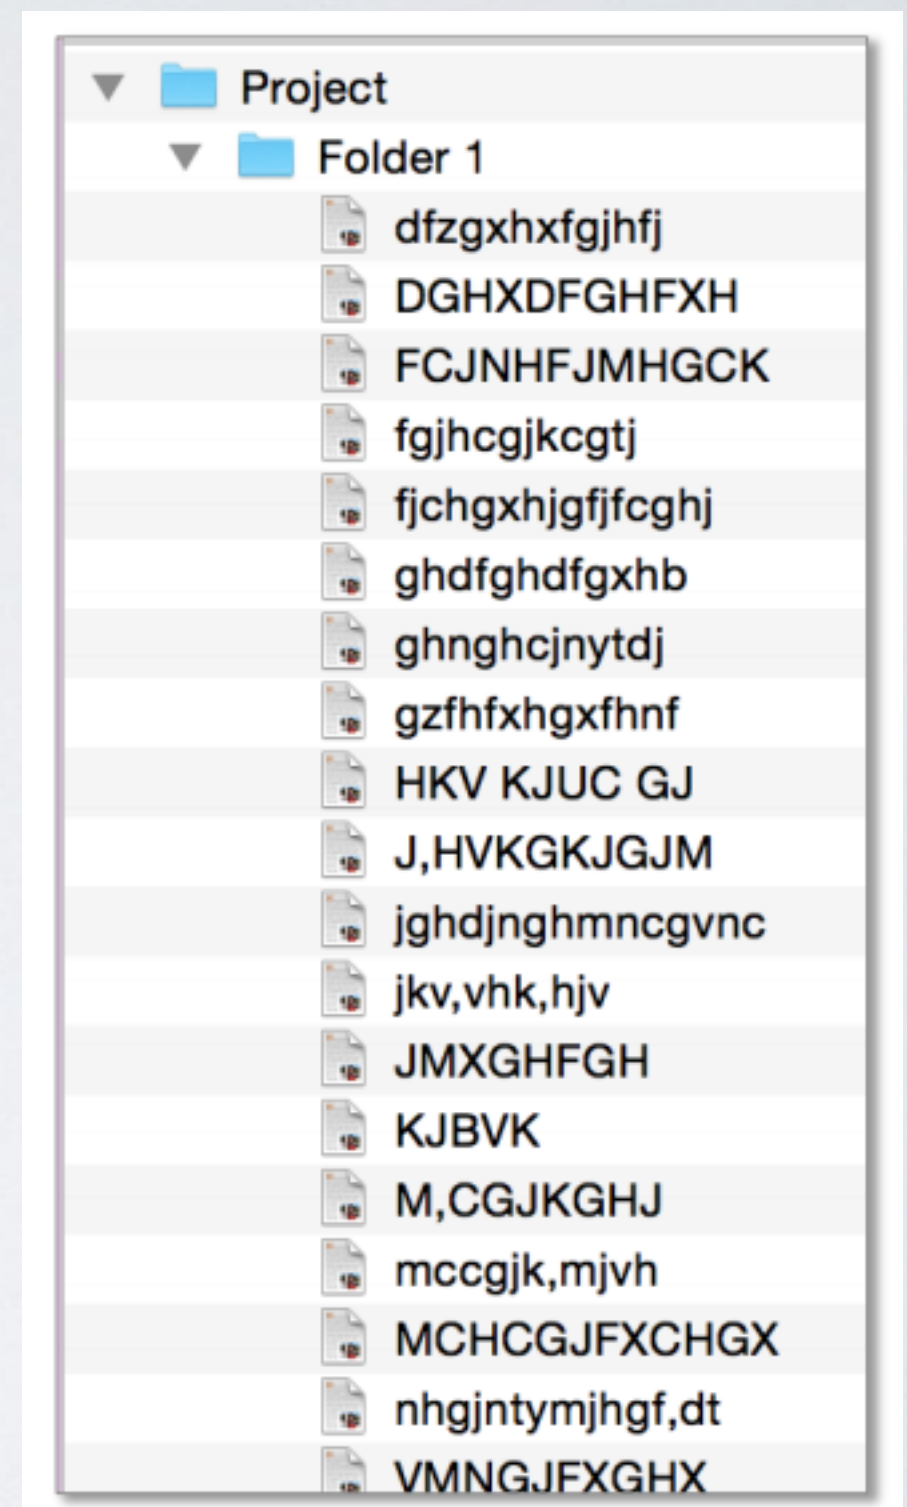 Project
Folder 1
dfzgxhxfgjhfj
DGHXDFGHFXH
FCJNHFJMHGCK
fgjhcgjkcgtj
fjchgxhjgfjfcghj
ghdfghdfgxhb
ghnghcjnytdj
gzfhfxhgxfhnf
HKV KJUC GJ
J,HVKGKJGJM
jghdjnghmncgvnc
jkv,vhk,hjv
JMXGHFGH
KJBVK
M,CGJKGHJ
mccgjk,mjvh
MCHCGJFXCHGX
nhgjntymjhgf,dt
VMNGJFXGHX